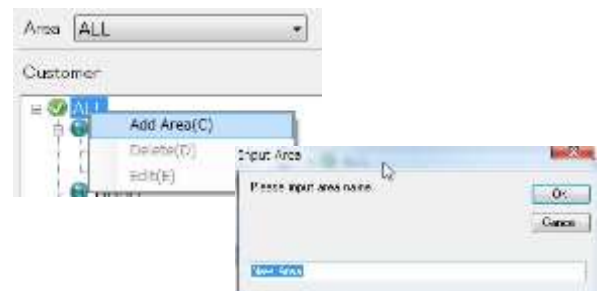 Area ALL
Customer
ALL
Add Area(C)
Delete(D)
Edit(E)
Input Area
Please input area name
OK
Cancel
New Area